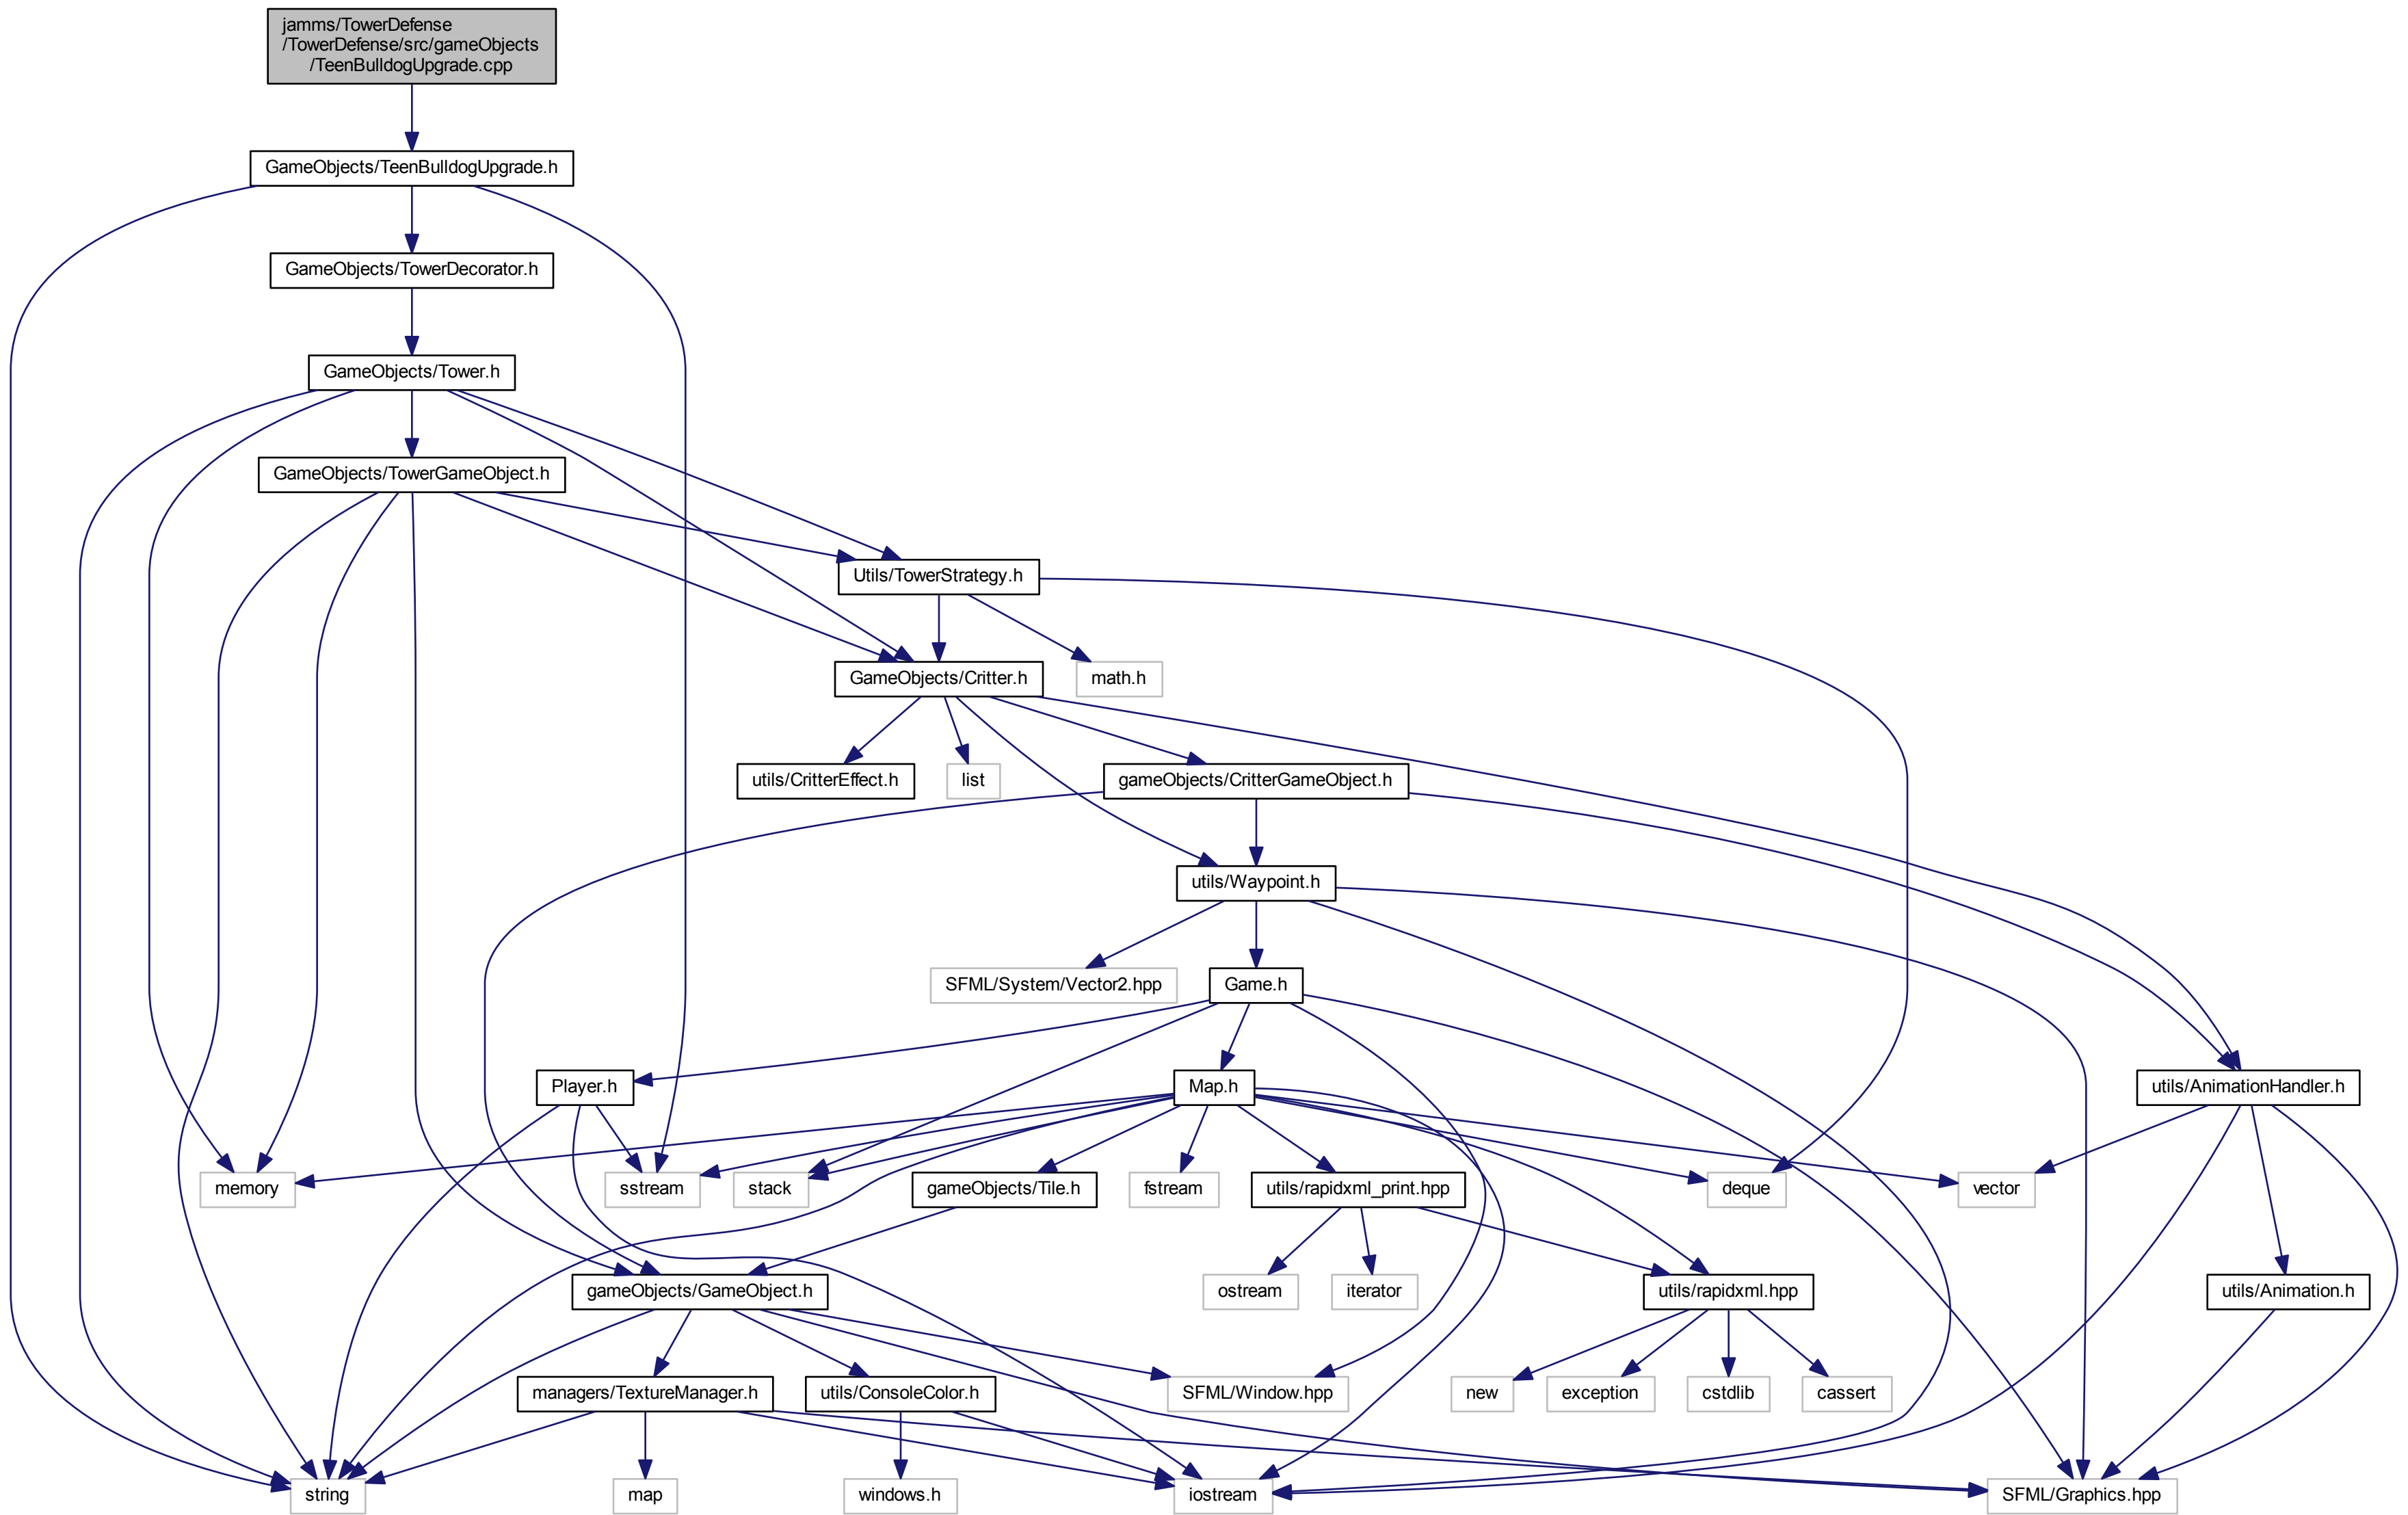 jamms/TowerDefense
/TowerDefense/src/gameObjects
/TeenBulldogUpgrade.cpp
GameObjects/TeenBulldogUpgrade.h
GameObjects/TowerDecorator.h
GameObjects/Tower.h
GameObjects/TowerGameObject.h
Utils/TowerStrategy.h
GameObjects/Critter.h
math.h
utils/CritterEffect.h
list
gameObjects/CritterGameObject.h
utils/Waypoint.h
SFML/System/Vector2.hpp
Game.h
Player.h
Map.h
utils/AnimationHandler.h
memory
sstream
stack
gameObjects/Tile.h
fstream
utils/rapidxml_print.hpp
deque
vector
gameObjects/GameObject.h
ostream
iterator
utils/rapidxml.hpp
utils/Animation.h
managers/TextureManager.h
utils/ConsoleColor.h
SFML/Window.hpp
new
exception
cstdlib
cassert
string
map
windows.h
iostream
SFML/Graphics.hpp